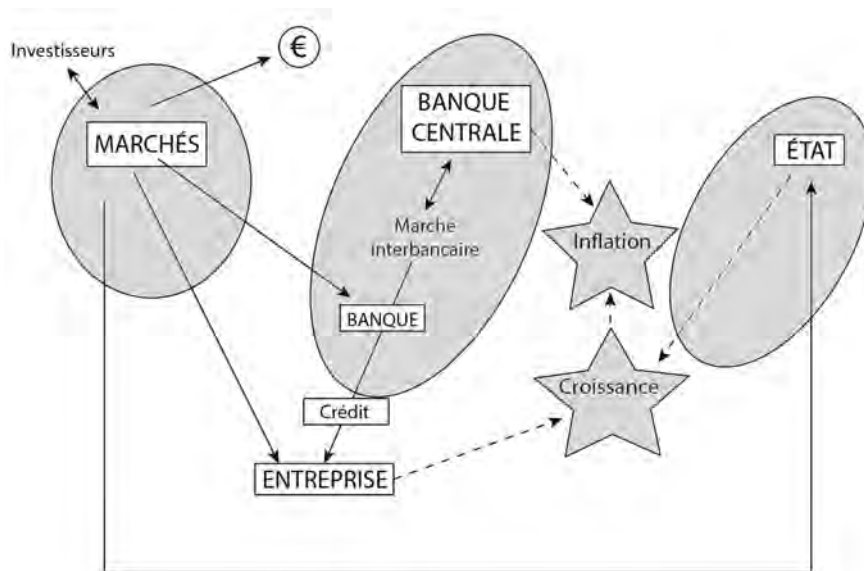 Investisseurs
€
MARCHÉS
BANQUE
CENTRALE
ÉTAT
Marché
interbancaire
Inflation
BANQUE
Croissance
Crédit
ENTREPRISE